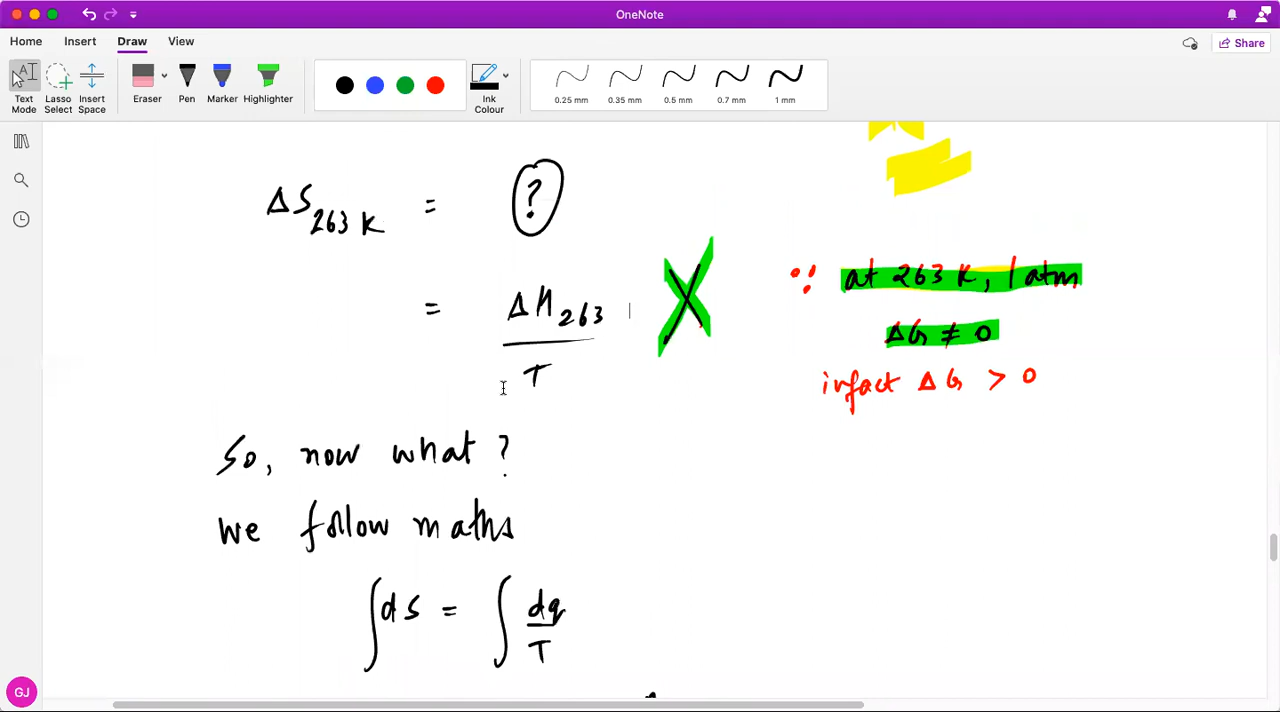 OneNote
Home Insert Draw View
Share
Text Mode
Lasso Select
Insert Space
Eraser
Pen
Marker
Highlighter
Ink Colour
0.25 mm
0.35 mm
0.5 mm
0.7 mm
1 mm
ΔS263 K = ?
= ΔH263 / T X
∵ at 263 K, 1 atm
ΔG ≠ 0
infact ΔG > 0
So, now what?
we follow maths
∫dS = ∫ dq / T
GJ